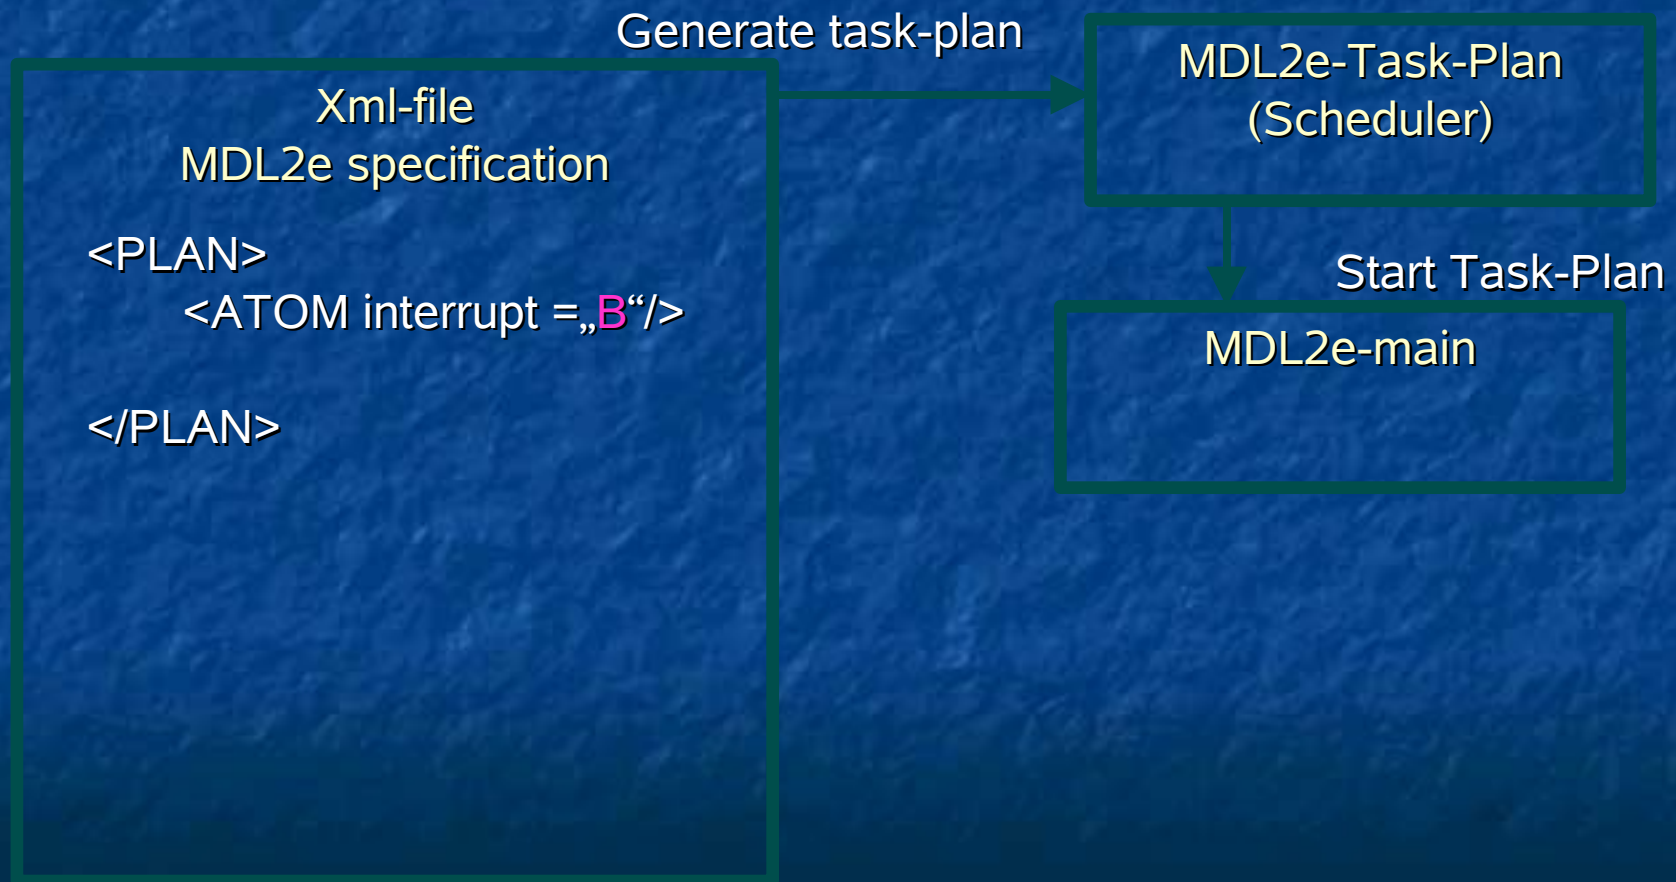 Generate task-plan
Xml-file
MDL2e specification
<PLAN>
<ATOM interrupt =„B“/>
</PLAN>
MDL2e-Task-Plan
(Scheduler)
Start Task-Plan
MDL2e-main